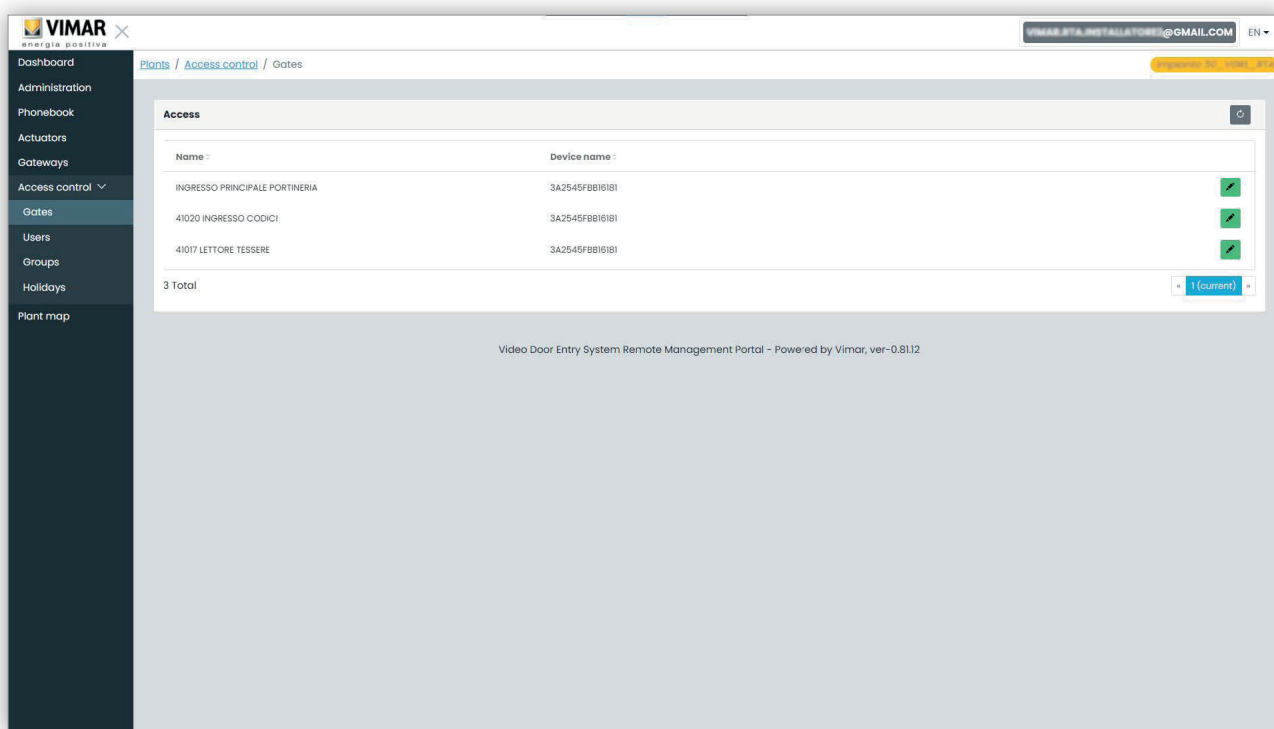 VIMAR
energia positiva
@GMAIL.COM
EN
Dashboard
Administration
Phonebook
Actuators
Gateways
Access control
Gates
Users
Groups
Holidays
Plant map
Plants / Access control / Gates
Access
Name
Device name
INGRESSO PRINCIPALE PORTINERIA
3A2545FBB16181
41020 INGRESSO CODICI
3A2545FBB16181
41017 LETTORE TESSERE
3A2545FBB16181
3 Total
« 1 (current) »
Video Door Entry System Remote Management Portal - Powered by Vimar, ver-0.81.12